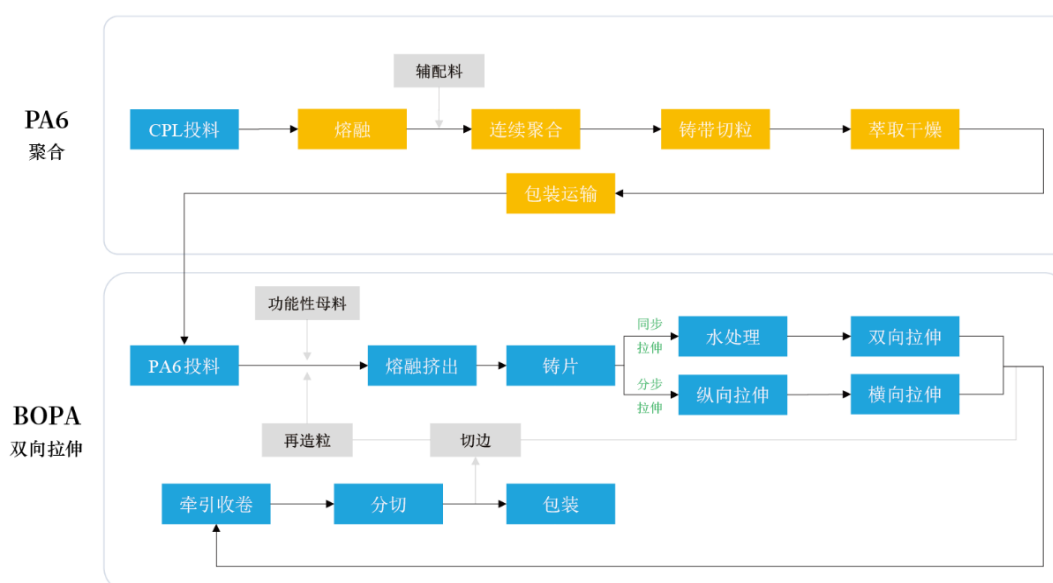 PA6
聚合
辅配料
CPL投料
熔融
连续聚合
铸带切粒
萃取干燥
包装运输
BOPA
双向拉伸
功能性母料
PA6投料
熔融挤出
铸片
同步
拉伸
水处理
双向拉伸
分步
拉伸
纵向拉伸
横向拉伸
再造粒
切边
牵引收卷
分切
包装